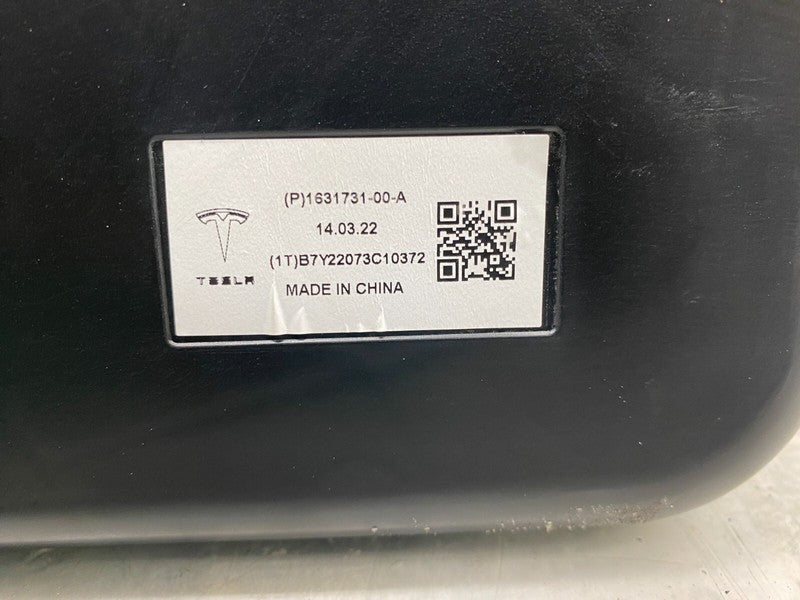 (P)1631731-00-A
14.03.22
(1T)B7Y22073C10372
MADE IN CHINA
TESLA